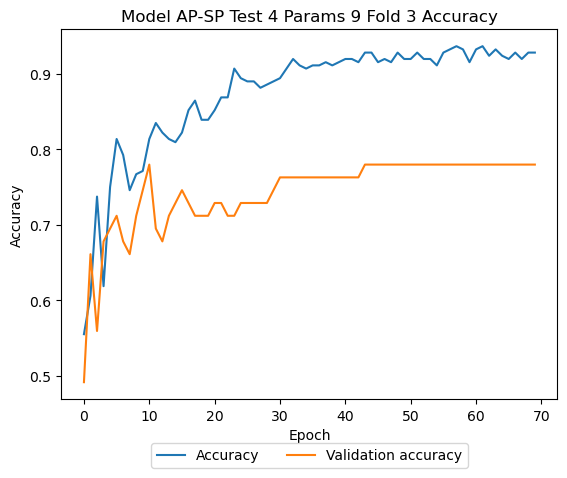 Model AP-SP Test 4 Params 9 Fold 3 Accuracy
0.9
0.8
0.7
0.6
0.5
Accuracy
0 10 20 30 40 50 60 70
Epoch
Accuracy Validation accuracy